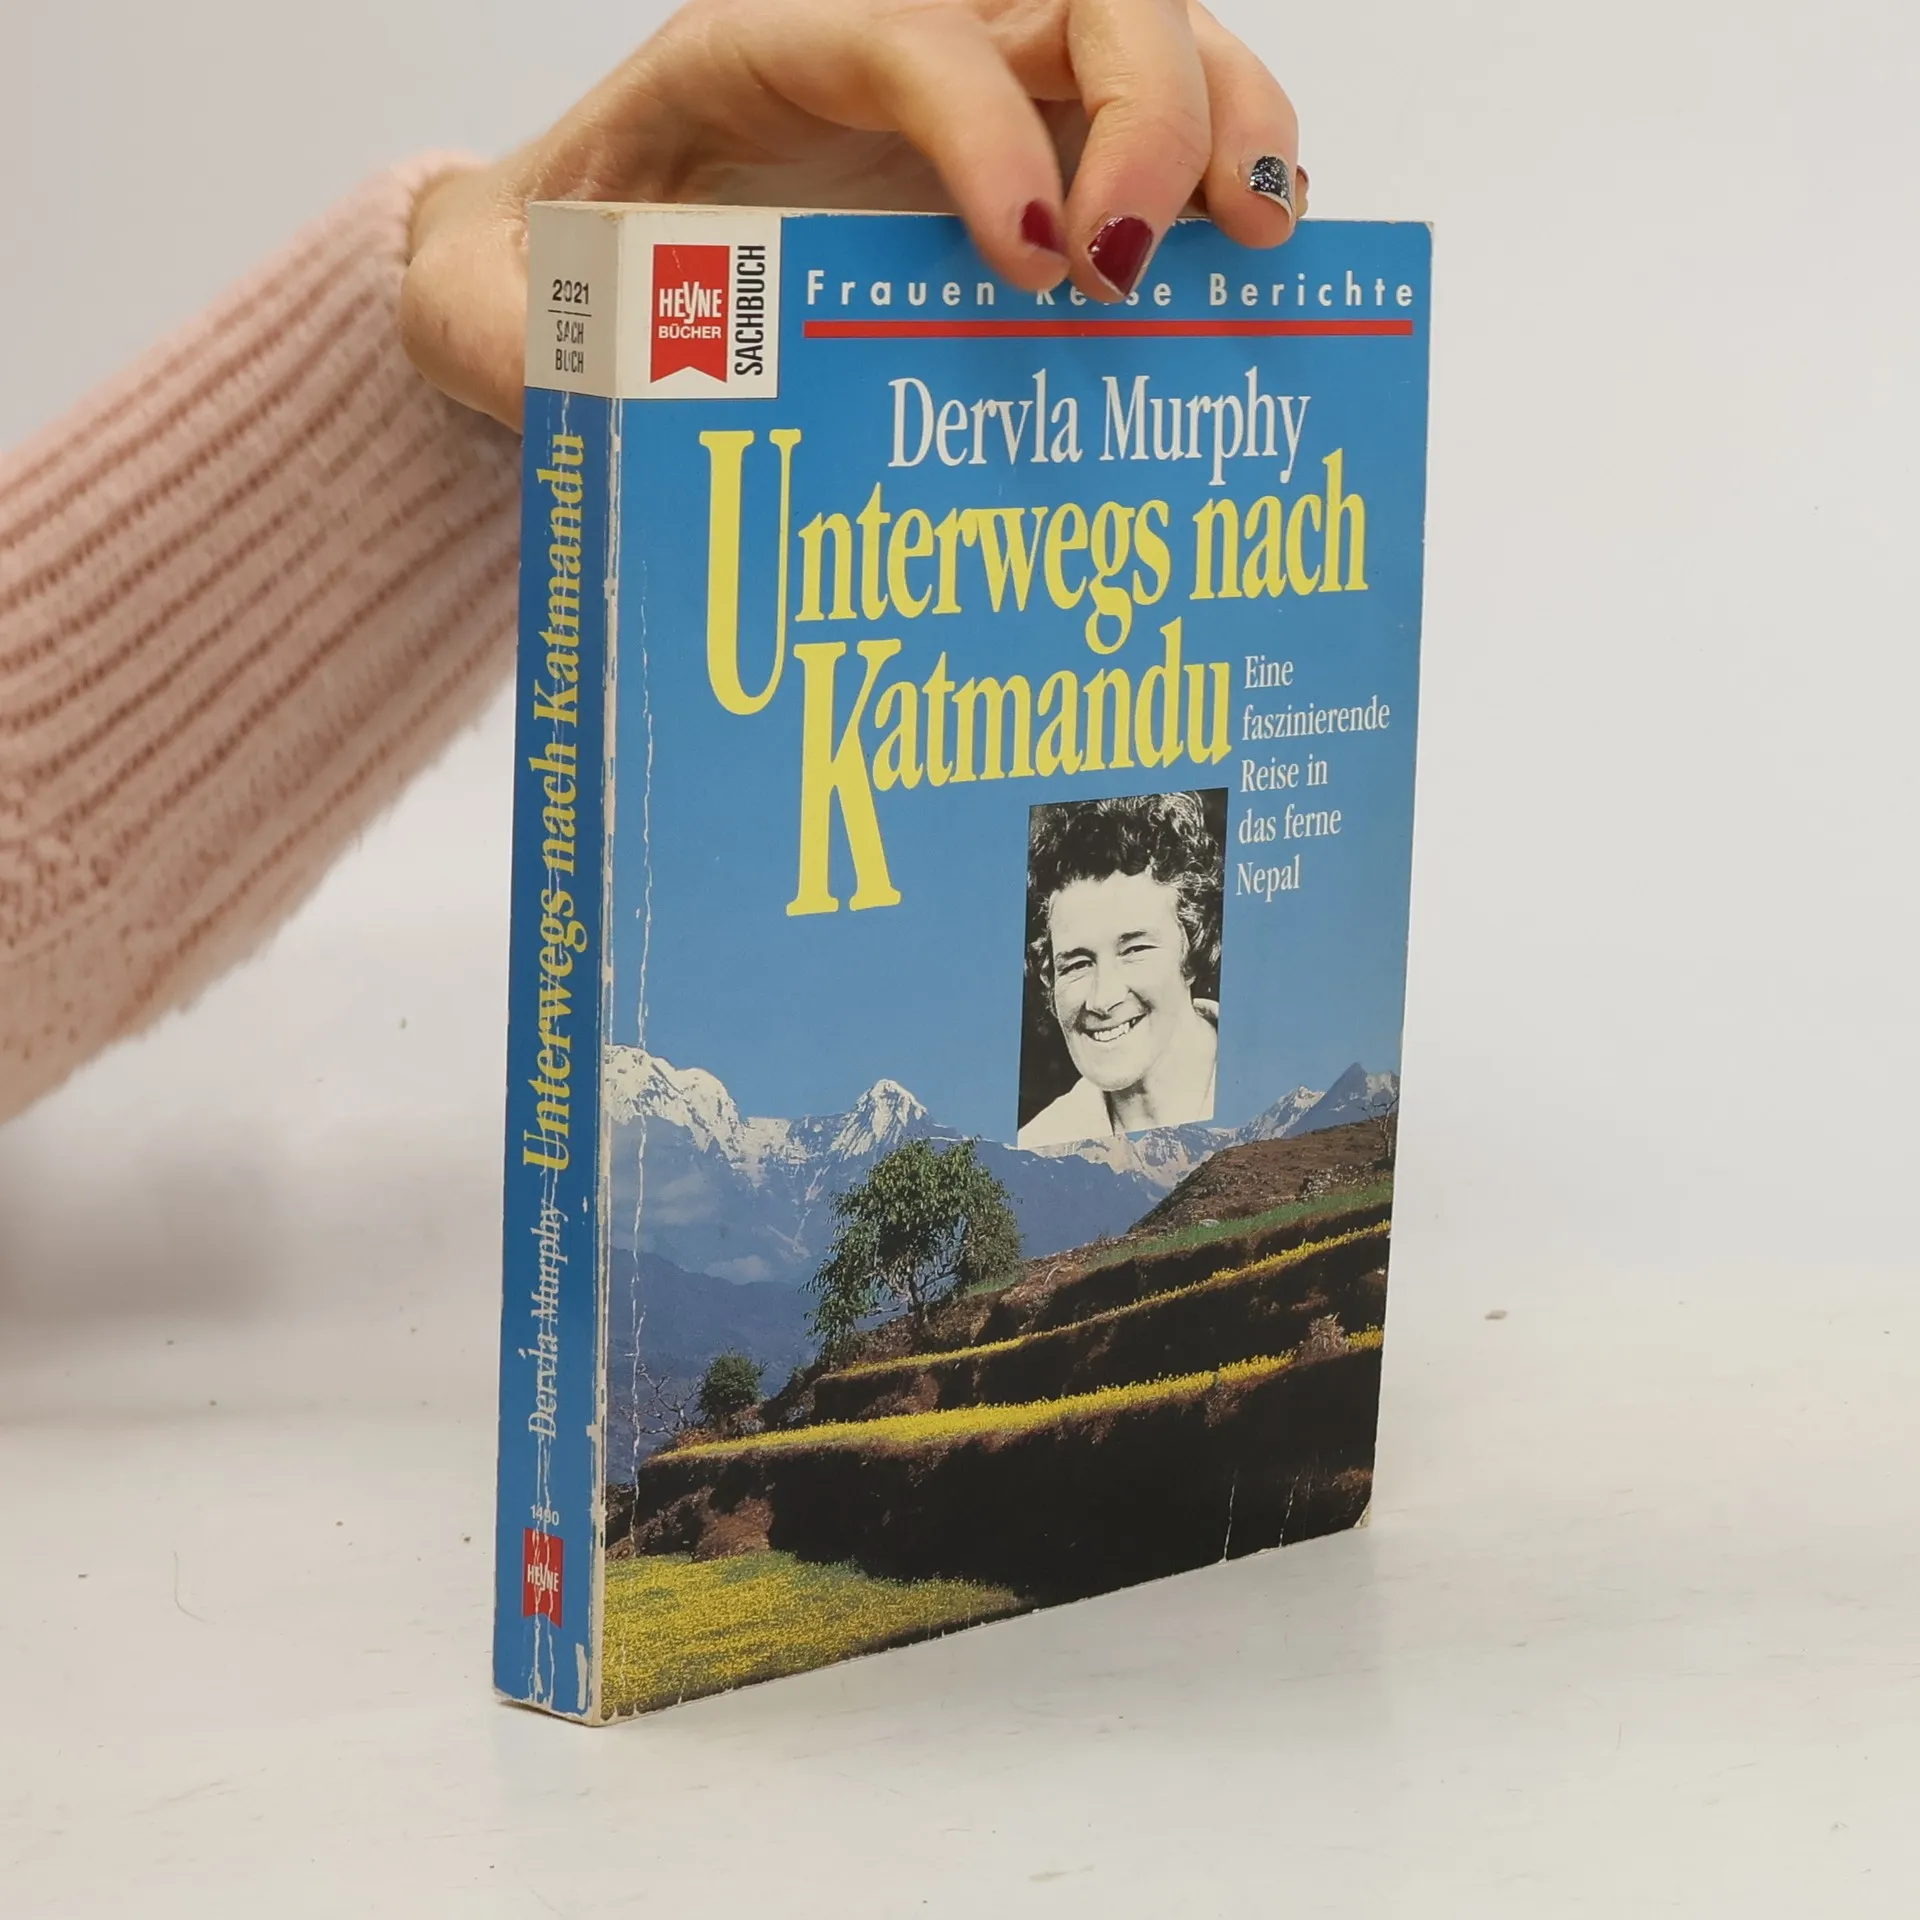 2021
SACH
BUCH
Dervla Murphy Unterwegs nach Katmandu
1490
HEYNE
HEYNE
BÜCHER
SACHBUCH
Frauen Reise Berichte
Dervla Murphy
Unterwegs nach
Katmandu
Eine
faszinierende
Reise in
das ferne
Nepal